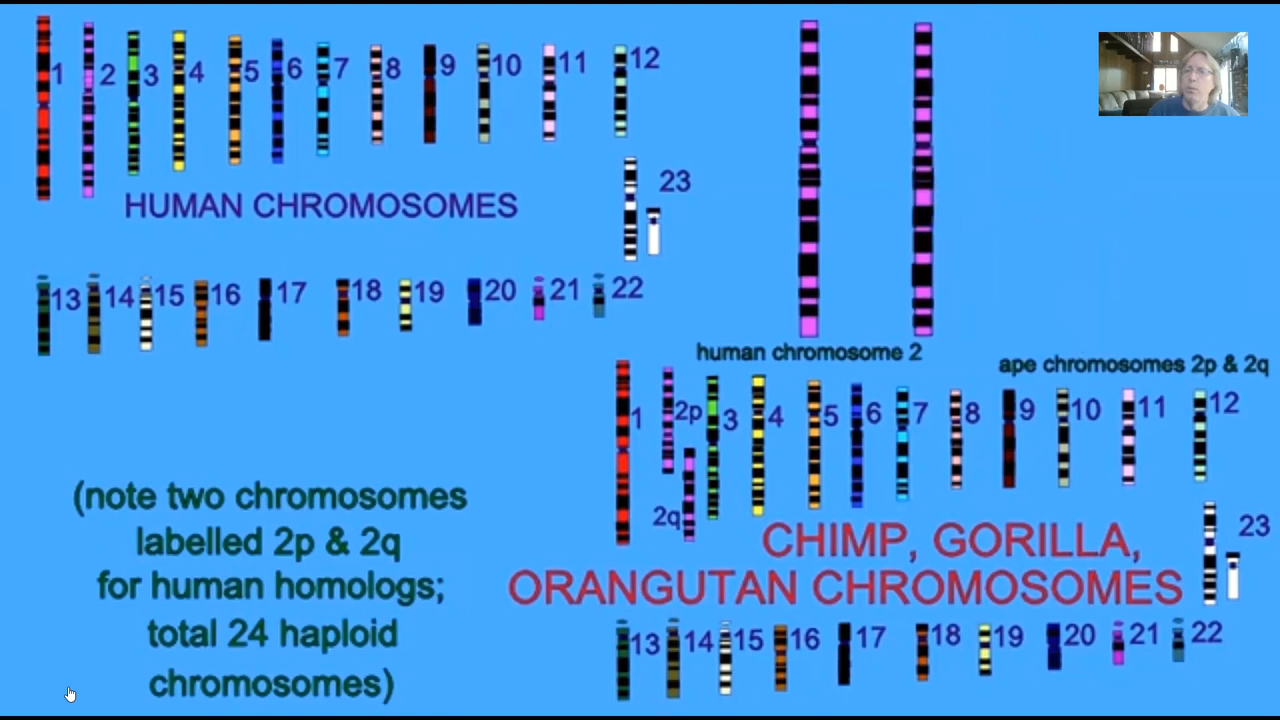 1 2 3 4 5 6 7 8 9 10 11 12
HUMAN CHROMOSOMES
23
13 14 15 16 17 18 19 20 21 22
human chromosome 2
ape chromosomes 2p & 2q
1 2p 3 4 5 6 7 8 9 10 11 12
2q
CHIMP, GORILLA,
ORANGUTAN CHROMOSOMES
23
13 14 15 16 17 18 19 20 21 22
(note two chromosomes
labelled 2p & 2q
for human homologs;
total 24 haploid
chromosomes)